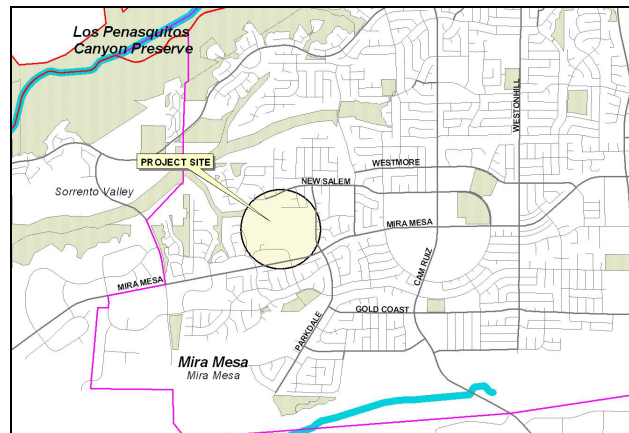 Los Penasquitos
Canyon Preserve
WESTONHILL
PROJECT SITE
WESTMORE
NEW SALEM
Sorrento Valley
MIRA MESA
CAM RUIZ
MIRA MESA
GOLD COAST
PARKDALE
Mira Mesa
Mira Mesa